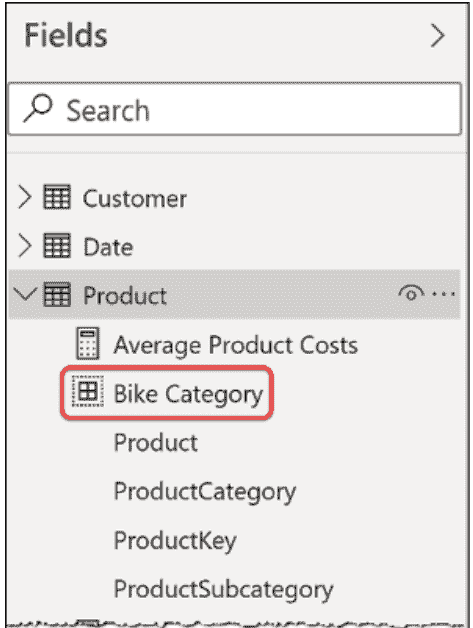 Fields
Search
Customer
Date
Product
Average Product Costs
Bike Category
Product
ProductCategory
ProductKey
ProductSubcategory